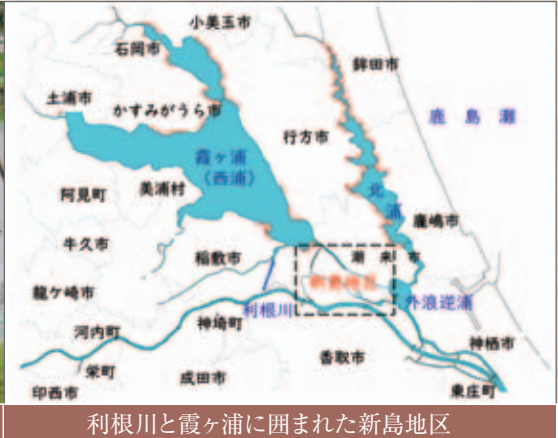 小美玉市
石岡市
鉾田市
土浦市
かすみがうら市
鹿島灘
行方市
霞ヶ浦
（西浦）
美浦村
阿見町
北浦
鹿嶋市
牛久市
稲敷市
潮来市
新島地区
龍ヶ崎市
外浪逆浦
利根川
神埼町
河内町
神栖市
香取市
栄町
成田市
東庄町
印西市
利根川と霞ヶ浦に囲まれた新島地区